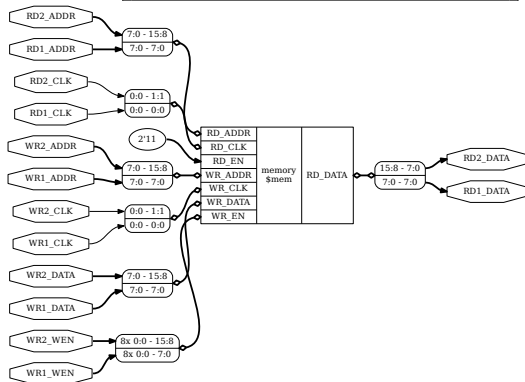 RD2_ADDR
7:0 - 15:8
RD1_ADDR
7:0 - 7:0
RD2_CLK
0:0 - 1:1
RD1_CLK
0:0 - 0:0
2'11
WR2_ADDR
7:0 - 15:8
WR1_ADDR
7:0 - 7:0
WR2_CLK
0:0 - 1:1
WR1_CLK
0:0 - 0:0
WR2_DATA
7:0 - 15:8
WR1_DATA
7:0 - 7:0
WR2_WEN
8x 0:0 - 15:8
WR1_WEN
8x 0:0 - 7:0
RD_ADDR
RD_CLK
RD_EN
WR_ADDR
WR_CLK
WR_DATA
WR_EN
memory
$mem
RD_DATA
15:8 - 7:0
7:0 - 7:0
RD2_DATA
RD1_DATA